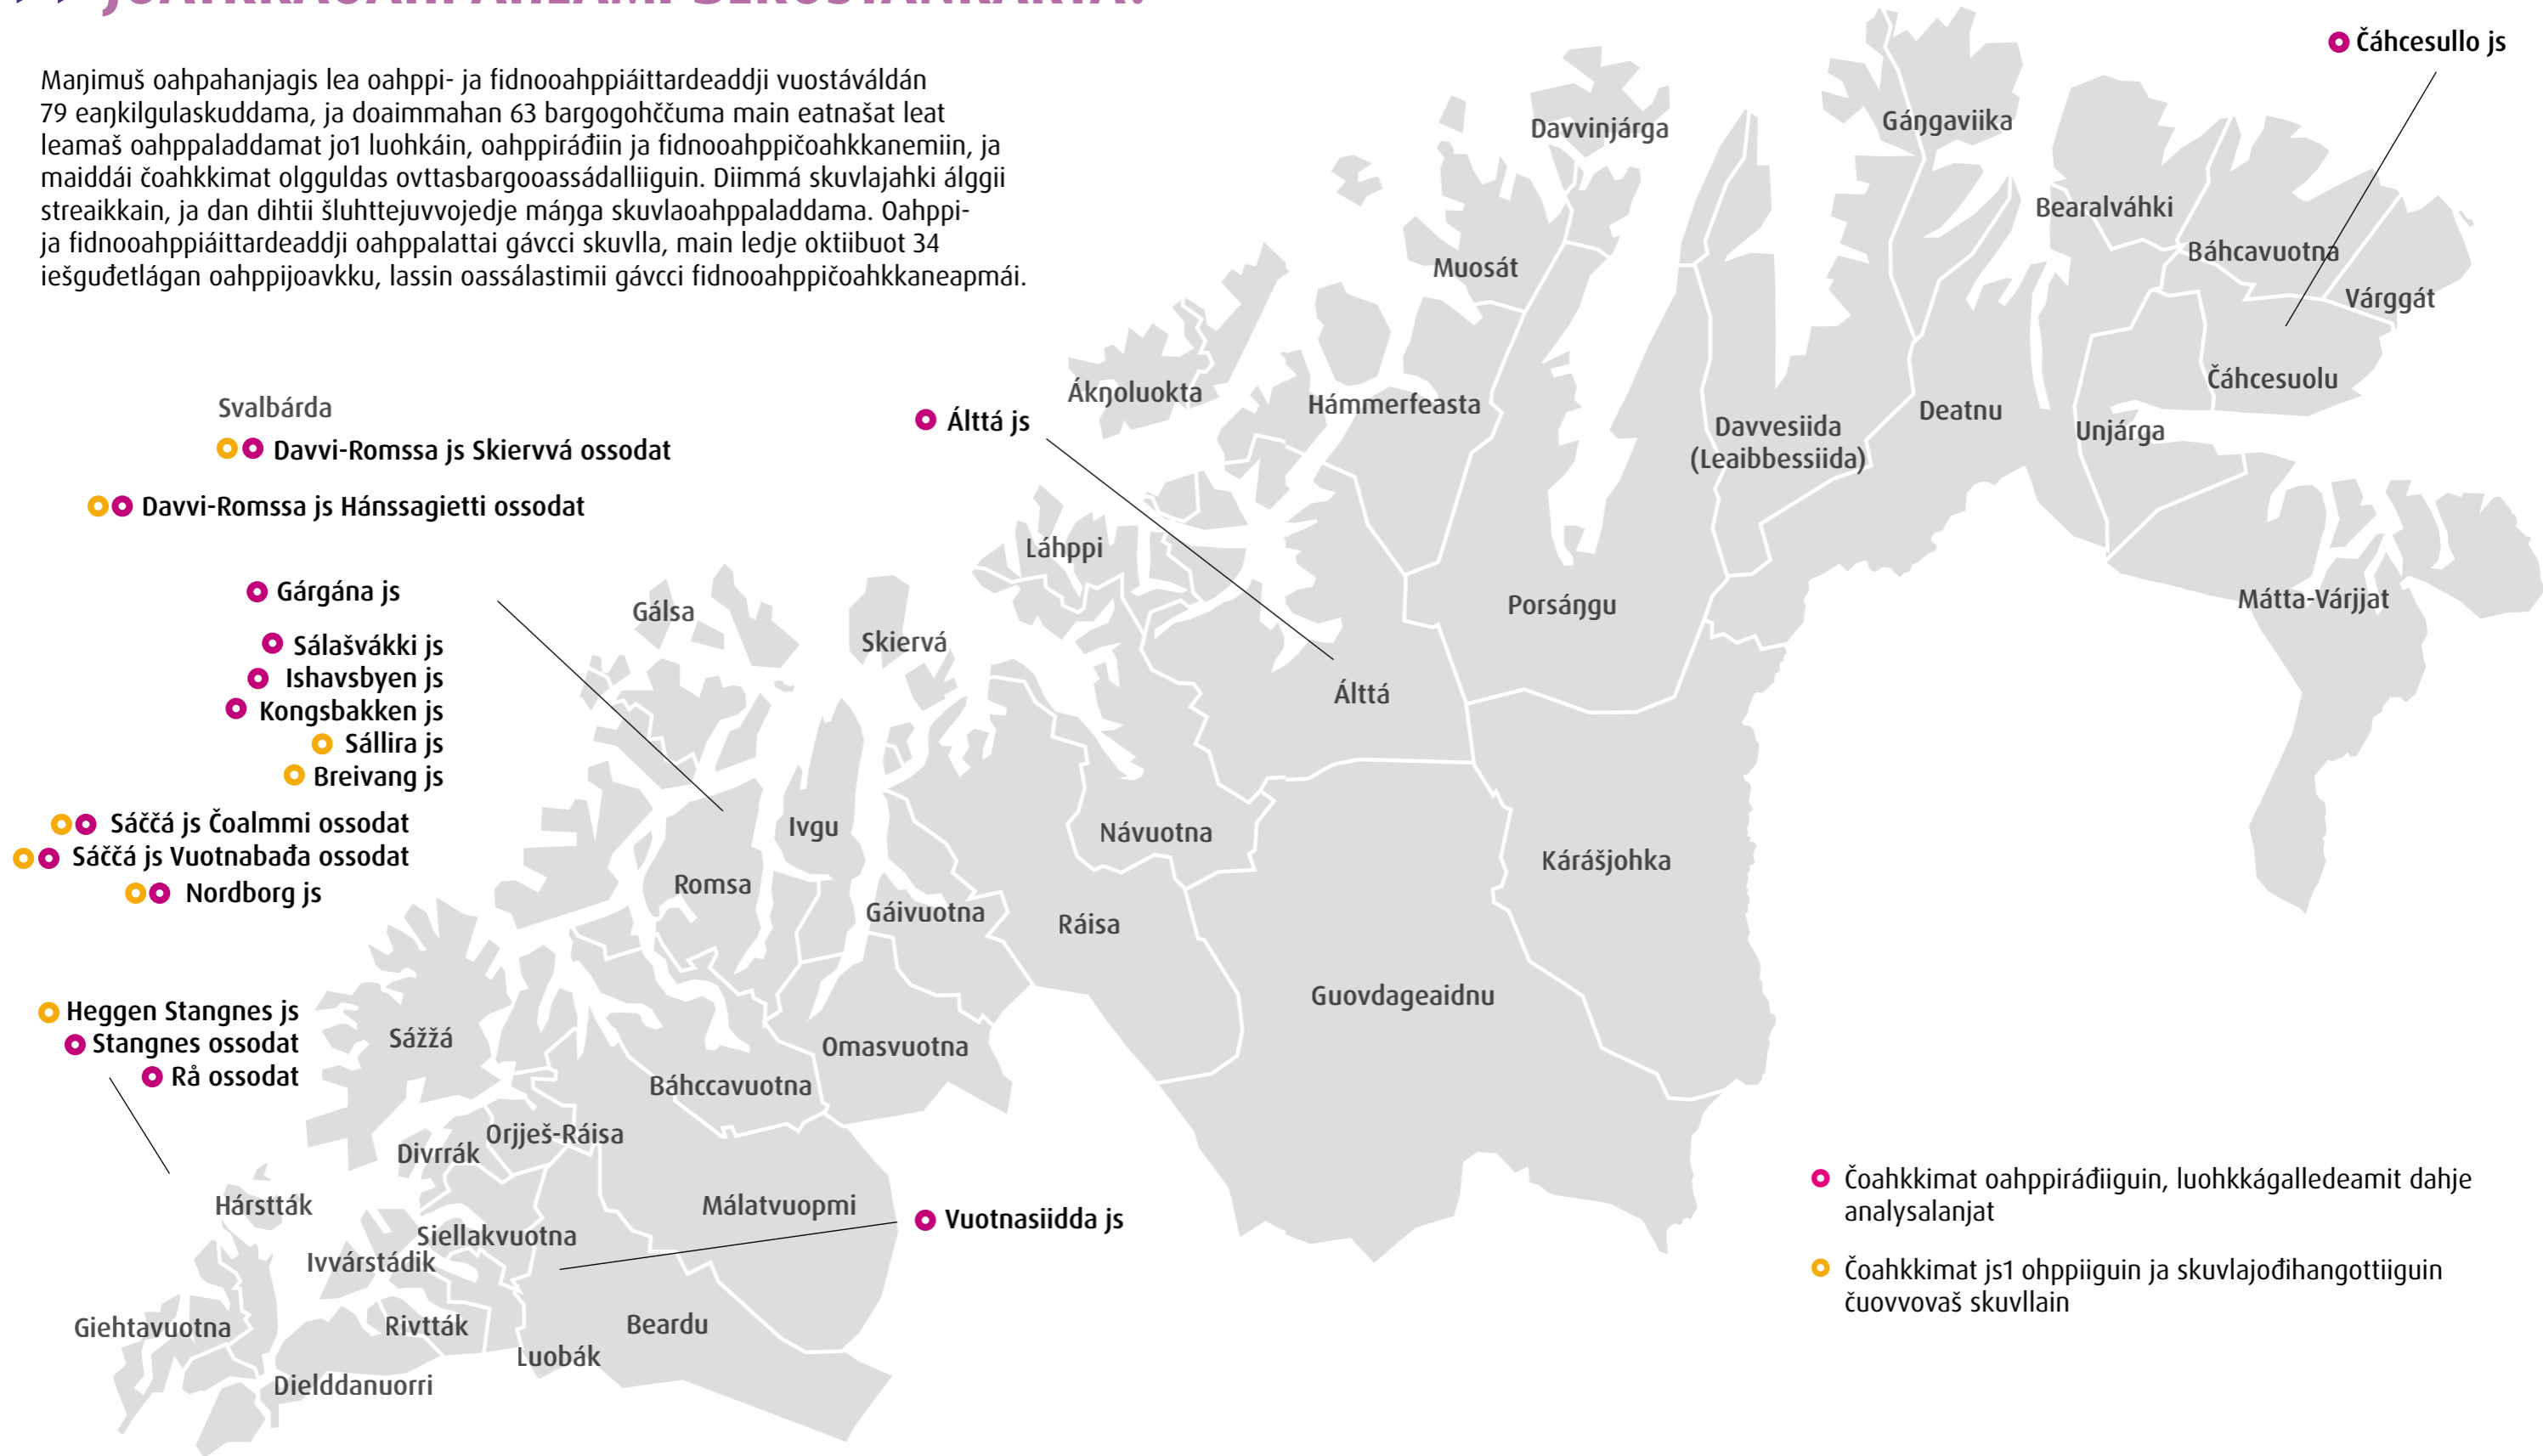 Maŋimuš oahpahanjagis lea oahppi- ja fidnooahppiáittardeaddji vuostáváldán
79 eaŋkilgulaskuddama, ja doaimmahan 63 bargogohččuma main eatnašat leat
leamaš oahppaladdamat jo1 luohkáin, oahppiráđiin ja fidnooahppičoahkkanemiin, ja
maiddái čoahkkimat olgguldas ovttasbargooassádalliiguin. Diimmá skuvlajahki álggii
streaikkain, ja dan dihtii šluhttejuvvojedje máŋga skuvlaoahppaladdama. Oahppi-
ja fidnooahppiáittardeaddji oahppalattai gávcci skuvlla, main ledje oktiibuot 34
iešguđetlágan oahppijoavkku, lassin oassálastimii gávcci fidnooahppičoahkkaneapmái.
Čáhcesullo js
Davvinjárga
Gáŋgaviika
Bearalváhki
Báhcavuotna
Muosát
Várggát
Čáhcesuolu
Ákŋoluokta
Hámmerfeasta
Davvesiida
(Leaibbessiida)
Deatnu
Unjárga
Svalbárda
Davvi-Romssa js Skiervvá ossodat
Álttá js
Davvi-Romssa js Hánssagietti ossodat
Láhppi
Gárgána js
Gálsa
Skiervá
Porsáŋgu
Mátta-Várjjat
Sálašvákki js
Ishavsbyen js
Kongsbakken js
Sállira js
Breivang js
Álttá
Sáččá js Čoalmmi ossodat
Sáččá js Vuotnabađa ossodat
Nordborg js
Ivgu
Návuotna
Kárášjohka
Romsa
Gáivuotna
Ráisa
Guovdageaidnu
Heggen Stangnes js
Stangnes ossodat
Rå ossodat
Sážžá
Omasvuotna
Báhccavuotna
Orjješ-Ráisa
Divrrák
Hárstták
Málatvuopmi
Siellakvuotna
Ivvárstádik
Vuotnasiidda js
Giehtavuotna
Rivtták
Beardu
Luobák
Dielddanuorri
Čoahkkimat oahppiráđiiguin, luohkkágalledeamit dahje
analysalanjat
Čoahkkimat js1 ohppiiguin ja skuvlajođihangottiiguin
čuovvovaš skuvllain